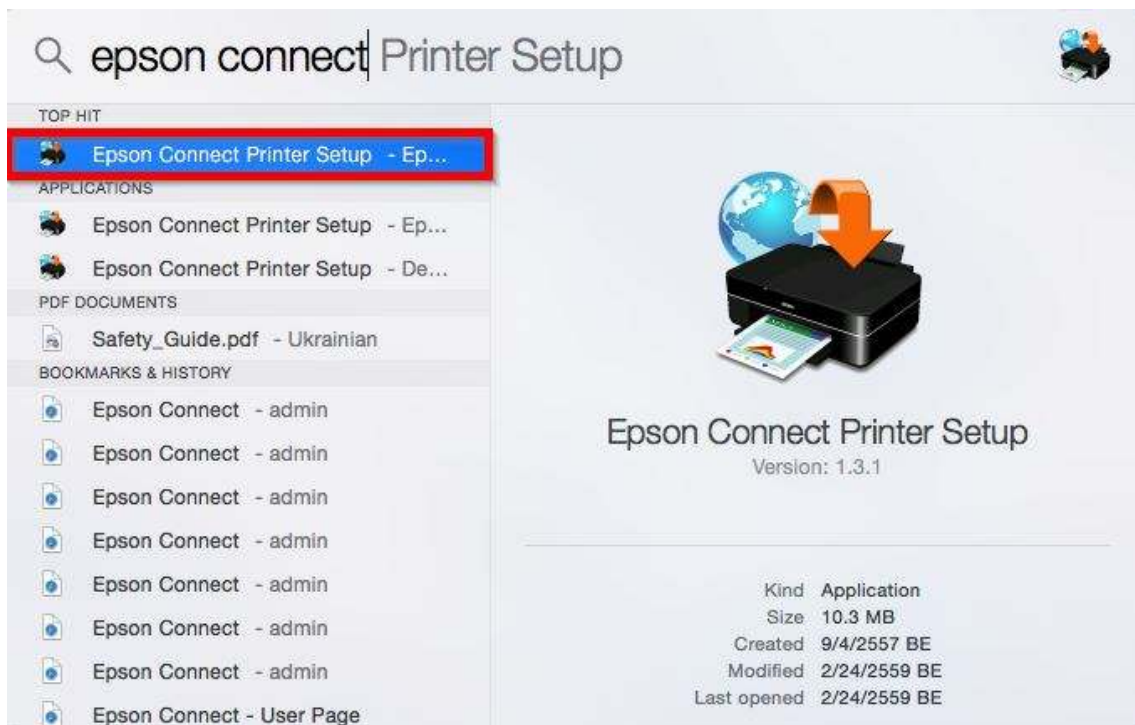 epson connect Printer Setup
TOP HIT
Epson Connect Printer Setup - Ep...
APPLICATIONS
Epson Connect Printer Setup - Ep...
Epson Connect Printer Setup - De...
PDF DOCUMENTS
Safety_Guide.pdf - Ukrainian
BOOKMARKS & HISTORY
Epson Connect - admin
Epson Connect - admin
Epson Connect - admin
Epson Connect - admin
Epson Connect - admin
Epson Connect - admin
Epson Connect - admin
Epson Connect - User Page
Epson Connect Printer Setup
Version: 1.3.1
Kind Application
Size 10.3 MB
Created 9/4/2557 BE
Modified 2/24/2559 BE
Last opened 2/24/2559 BE